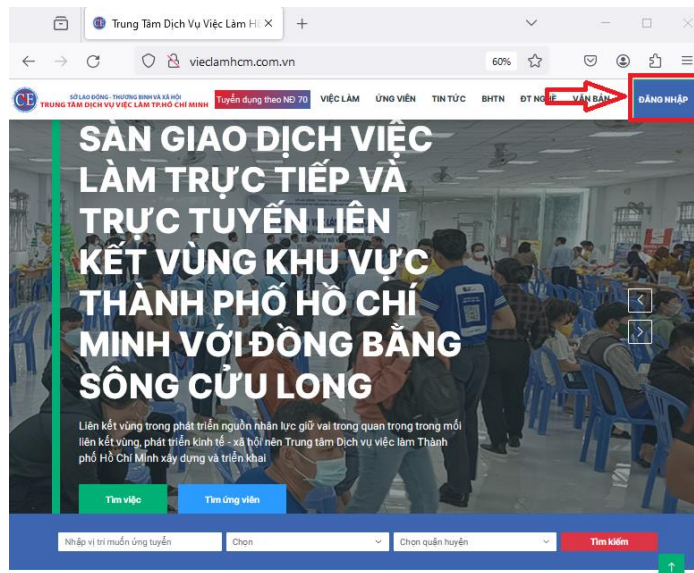 Trung Tâm Dịch Vụ Việc Làm Hồ
vieclamhcm.com.vn
60%
SỞ LAO ĐỘNG - THƯƠNG BINH VÀ XÃ HỘI
TRUNG TÂM DỊCH VỤ VIỆC LÀM TP.HỒ CHÍ MINH
Tuyển dụng theo NĐ 70
VIỆC LÀM
ỨNG VIÊN
TIN TỨC
BHTN
ĐT NGHỀ
VĂN BẢN
ĐĂNG NHẬP
SÀN GIAO DỊCH VIỆC
LÀM TRỰC TIẾP VÀ
TRỰC TUYẾN LIÊN
KẾT VÙNG KHU VỰC
THÀNH PHỐ HỒ CHÍ
MINH VỚI ĐỒNG BẰNG
SÔNG CỬU LONG
Liên kết vùng trong phát triển nguồn nhân lực giữ vai trong quan trọng trong mối
liên kết vùng, phát triển kinh tế - xã hội nên Trung tâm Dịch vụ việc làm Thành
phố Hồ Chí Minh xây dựng và triển khai
Tìm việc
Tìm ứng viên
Nhập vị trí muốn ứng tuyển
Chọn
Chọn quận huyện
Tìm kiếm